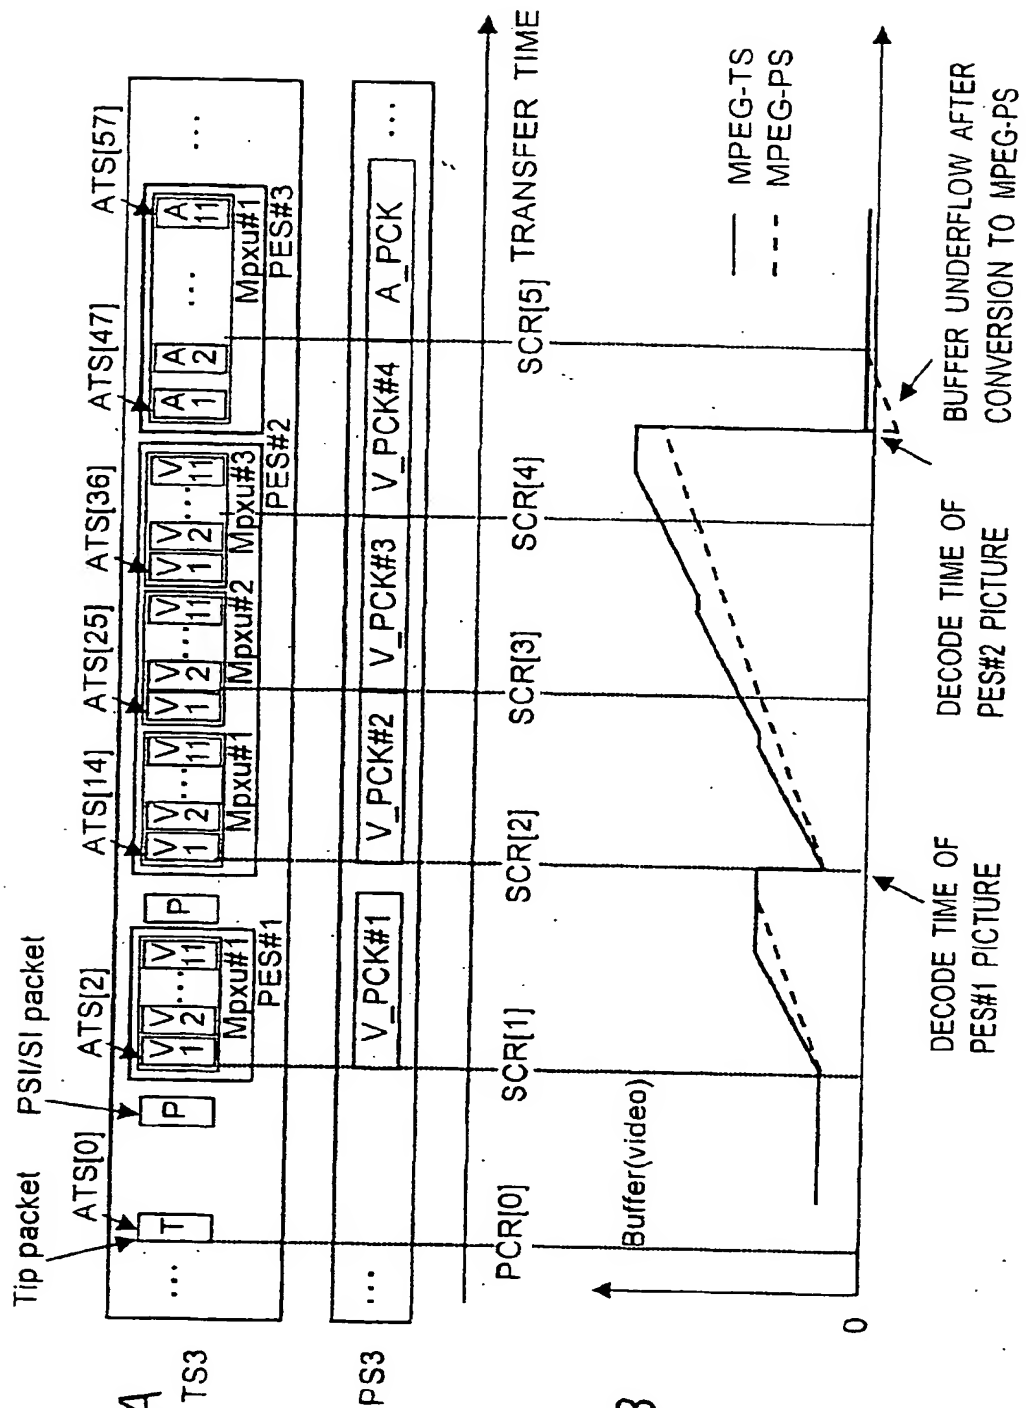 Tip packet
ATS[0]
PSI/SI packet
ATS[2]
ATS[14]
ATS[25]
ATS[36]
ATS[47]
ATS[57]
A
TS3
...
T
P
V 1
V 2
...
V 11
Mpxu#1
PES#1
P
V 1
V 2
...
V 11
Mpxu#1
V 1
V 2
...
V 11
Mpxu#2
V 1
V 2
...
V 11
Mpxu#3
PES#2
A 1
A 2
...
A 11
Mpxu#1
PES#3
...
PS3
...
V_PCK#1
V_PCK#2
V_PCK#3
V_PCK#4
A_PCK
...
TRANSFER TIME
PCR[0]
SCR[1]
SCR[2]
SCR[3]
SCR[4]
SCR[5]
B
Buffer(video)
MPEG-TS
MPEG-PS
0
DECODE TIME OF
PES#1 PICTURE
DECODE TIME OF
PES#2 PICTURE
BUFFER UNDERFLOW AFTER
CONVERSION TO MPEG-PS